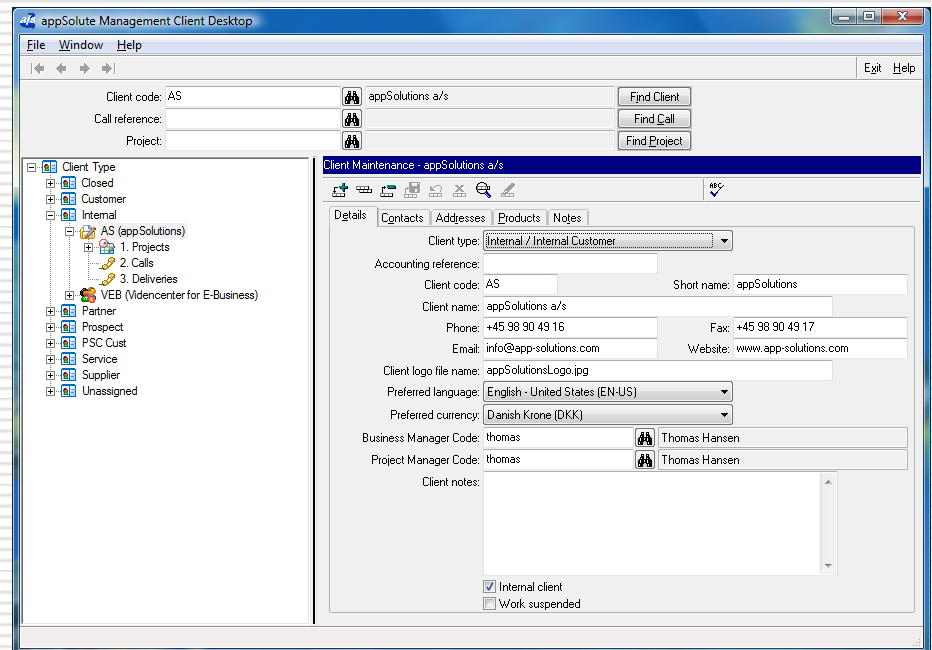 appSolute Management Client Desktop
File Window Help
Exit Help
Client code: AS appSolutions a/s Find Client
Call reference: Find Call
Project: Find Project
Client Type
Closed
Customer
Internal
AS (appSolutions)
1. Projects
2. Calls
3. Deliveries
VEB (Videncenter for E-Business)
Partner
Prospect
PSC Cust
Service
Supplier
Unassigned
Client Maintenance - appSolutions a/s
ABC
Details Contacts Addresses Products Notes
Client type: Internal / Internal Customer
Accounting reference:
Client code: AS Short name: appSolutions
Client name: appSolutions a/s
Phone: +45 98 90 49 16 Fax: +45 98 90 49 17
Email: info@app-solutions.com Website: www.app-solutions.com
Client logo file name: appSolutionsLogo.jpg
Preferred language: English - United States (EN-US)
Preferred currency: Danish Krone (DKK)
Business Manager Code: thomas Thomas Hansen
Project Manager Code: thomas Thomas Hansen
Client notes:
Internal client
Work suspended